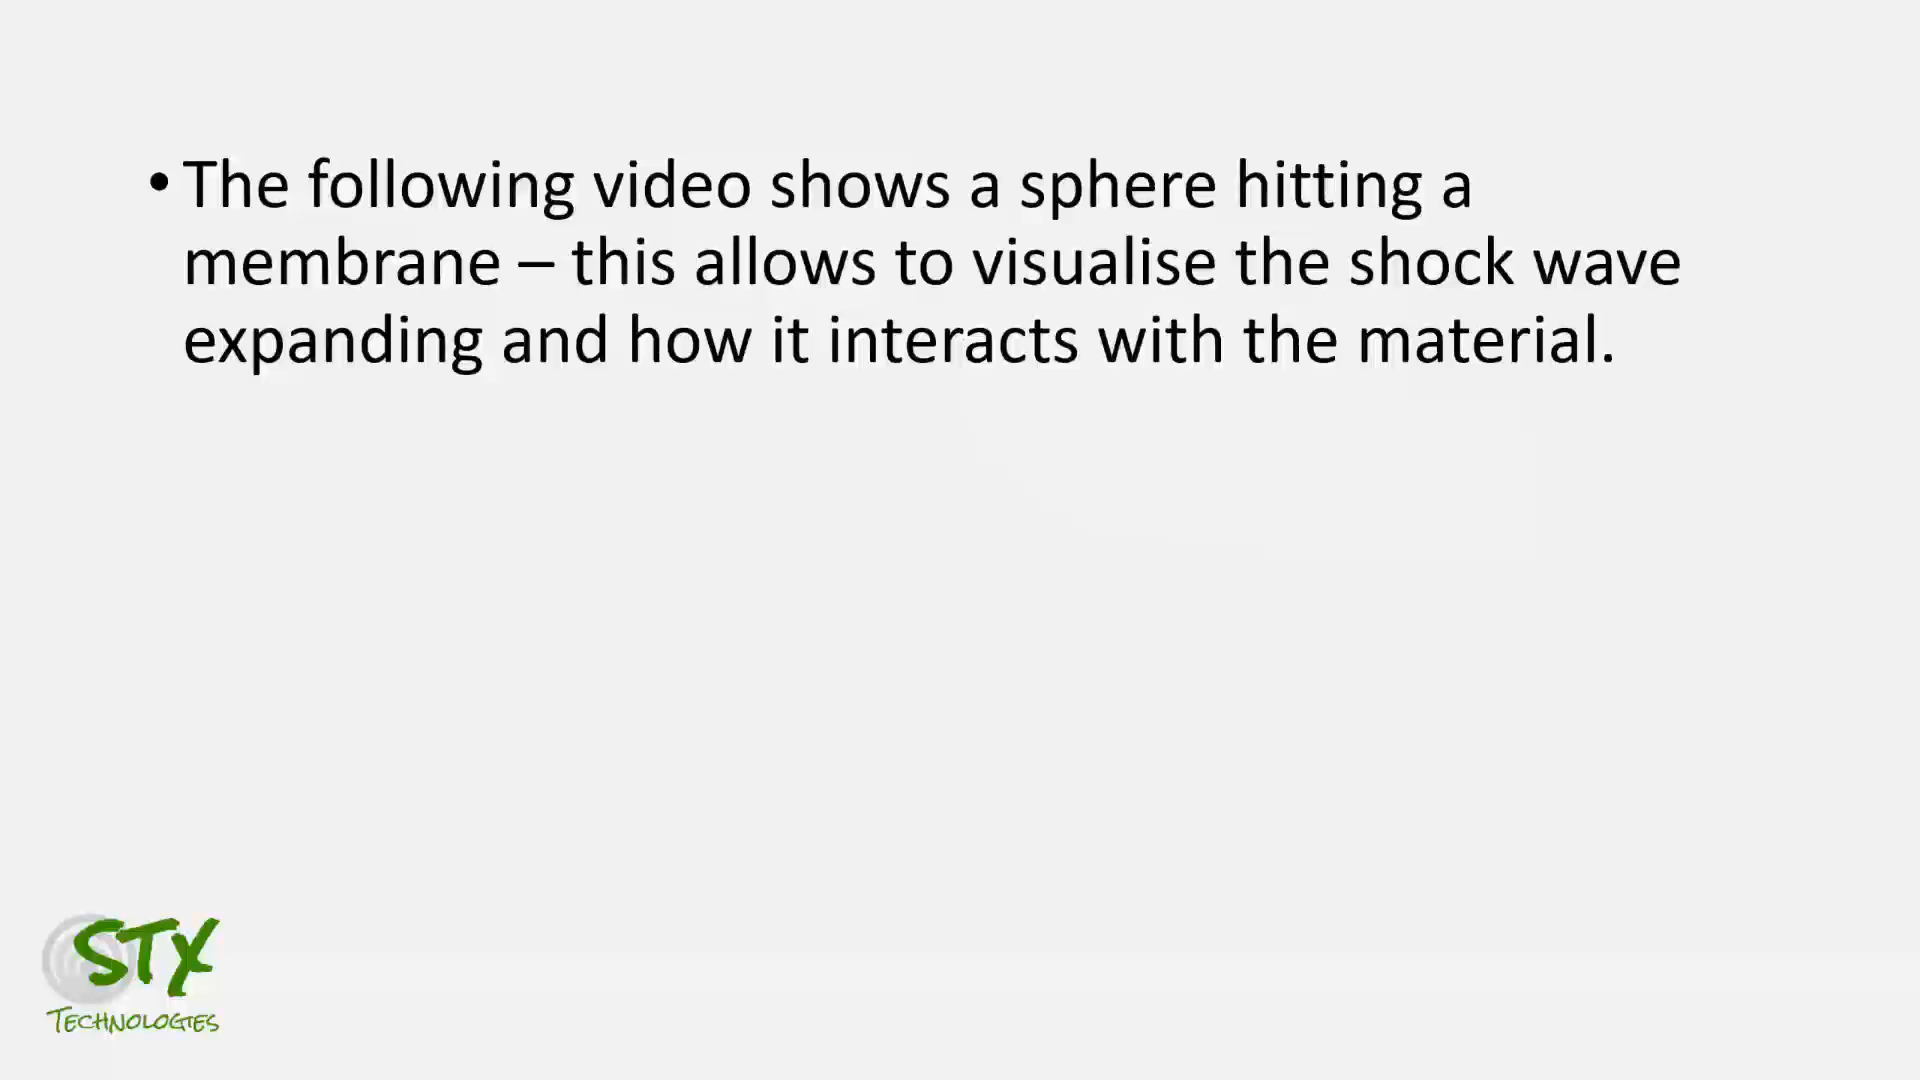 • The following video shows a sphere hitting a
membrane – this allows to visualise the shock wave
expanding and how it interacts with the material.
STX
TECHNOLOGIES